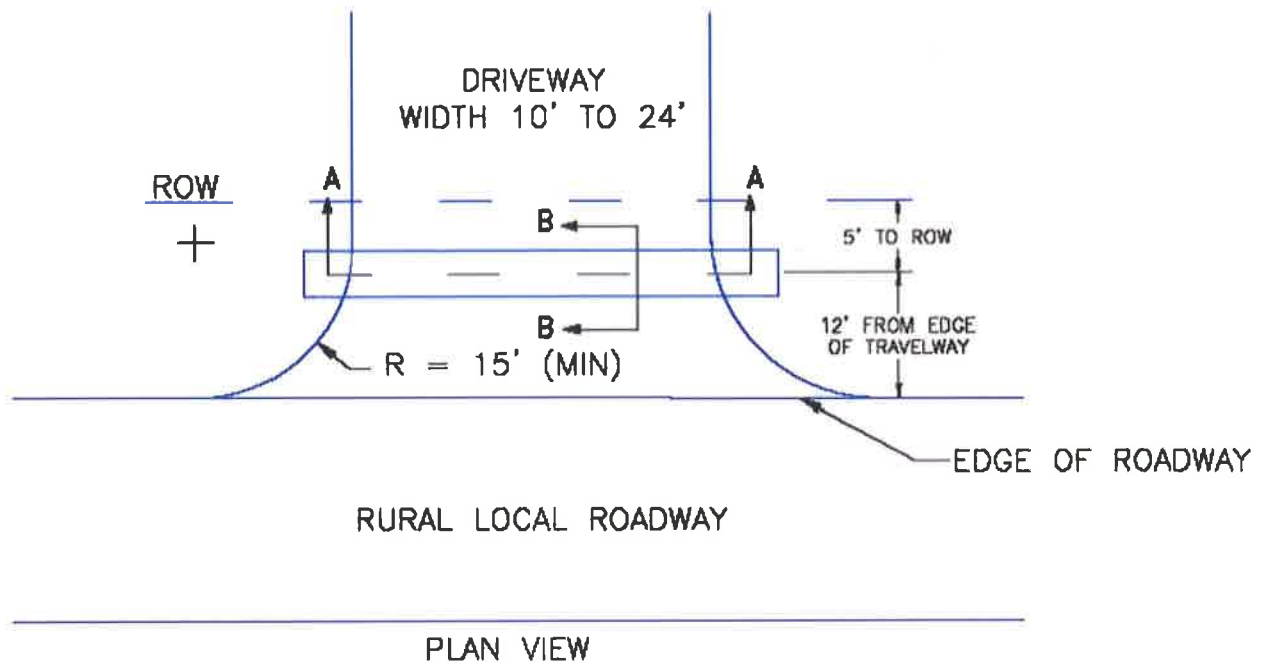 DRIVEWAY
WIDTH 10' TO 24'
ROW
A
A
B
5' TO ROW
B
12' FROM EDGE
OF TRAVELWAY
R = 15' (MIN)
EDGE OF ROADWAY
RURAL LOCAL ROADWAY
PLAN VIEW